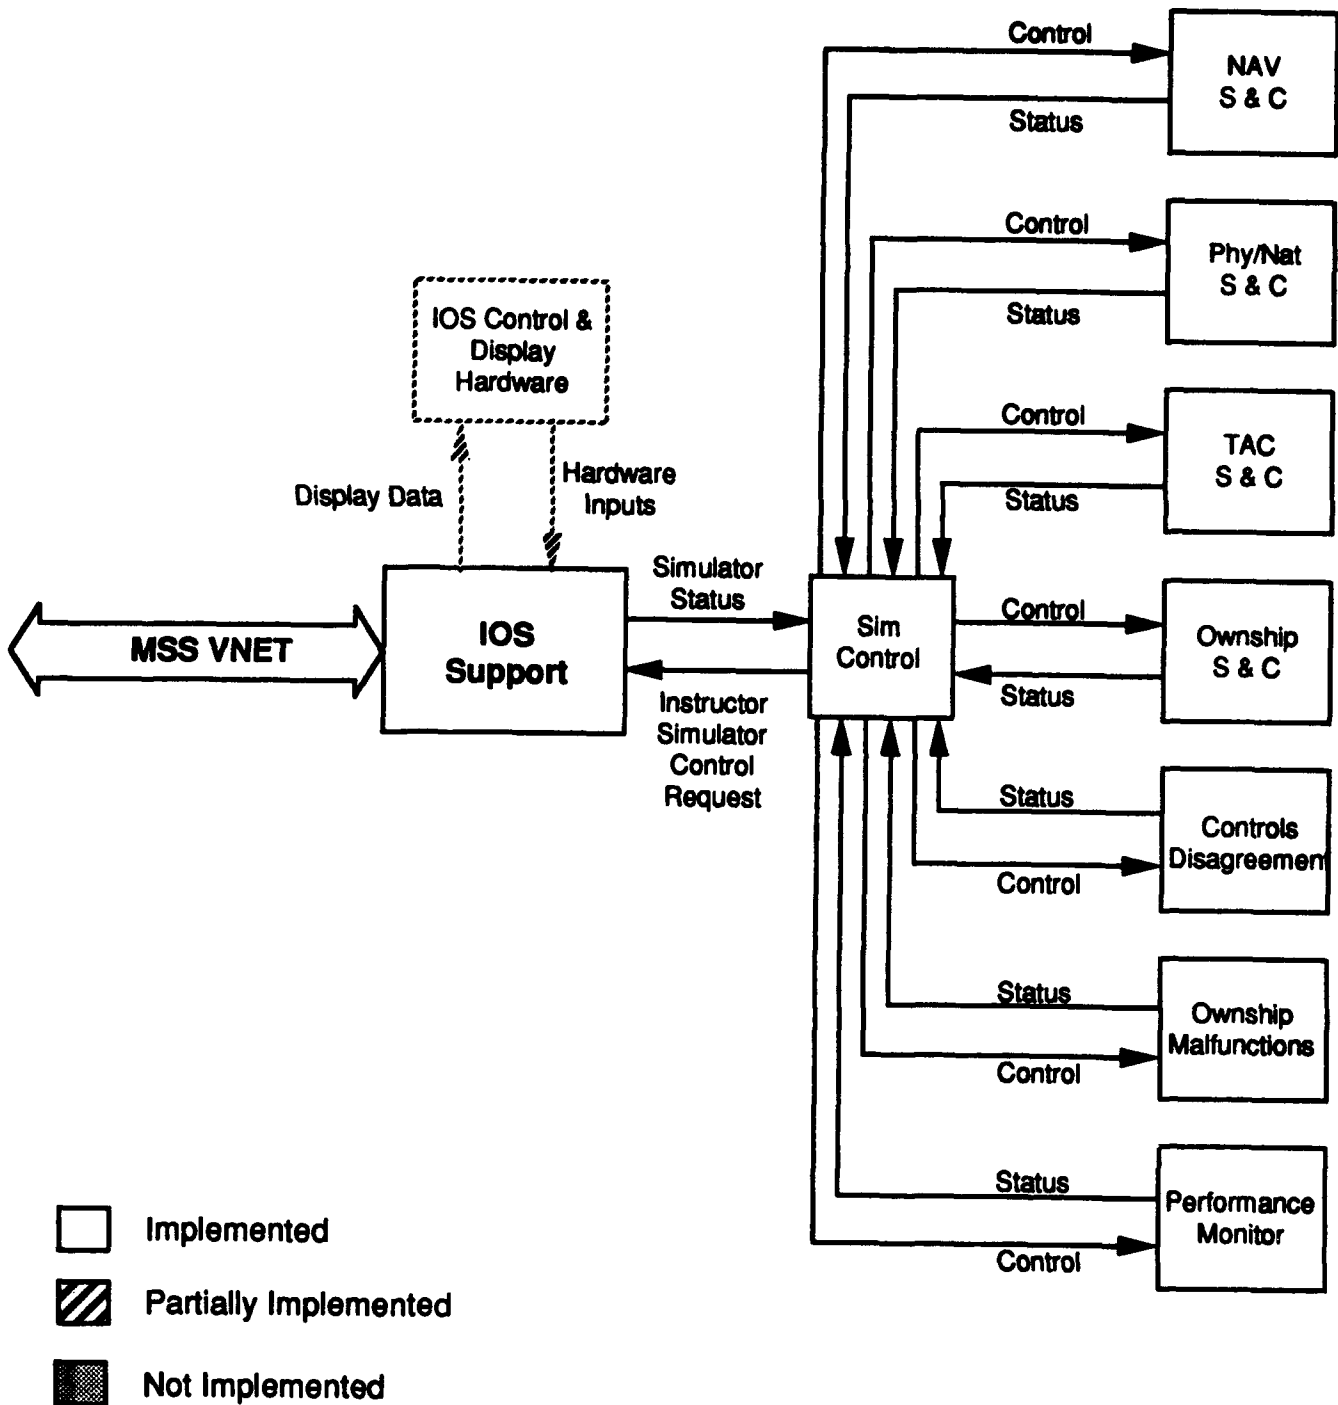 Control
NAV
S & C
Status
Control
Phy/Nat
S & C
Status
IOS Control &
Display
Hardware
Control
TAC
S & C
Status
Display Data
Hardware
Inputs
MSS VNET
IOS
Support
Simulator
Status
Sim
Control
Instructor
Simulator
Control
Request
Control
Ownship
S & C
Status
Status
Controls
Disagreement
Control
Status
Ownship
Malfunctions
Control
Status
Performance
Monitor
Control
Implemented
Partially Implemented
Not Implemented